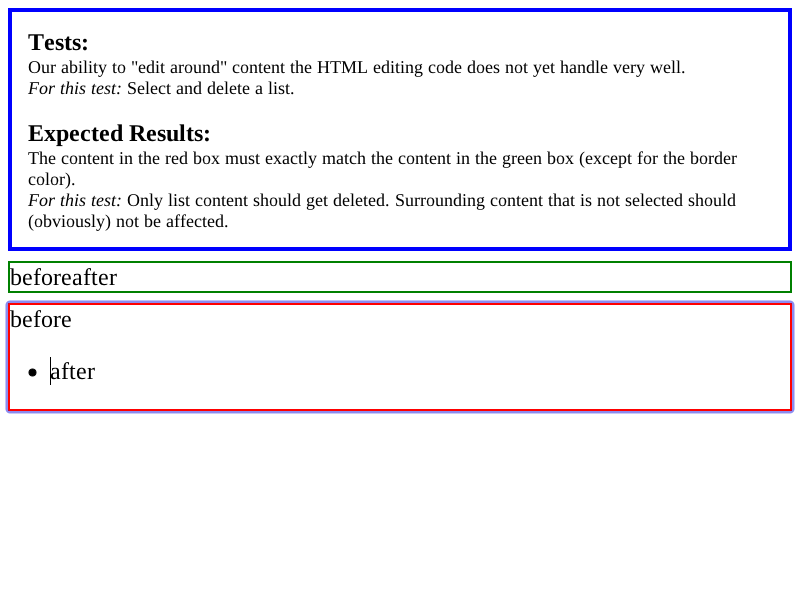 Tests:
Our ability to "edit around" content the HTML editing code does not yet handle very well.
For this test: Select and delete a list.
Expected Results:
The content in the red box must exactly match the content in the green box (except for the border
color).
For this test: Only list content should get deleted. Surrounding content that is not selected should
(obviously) not be affected.
beforeafter
before
• after